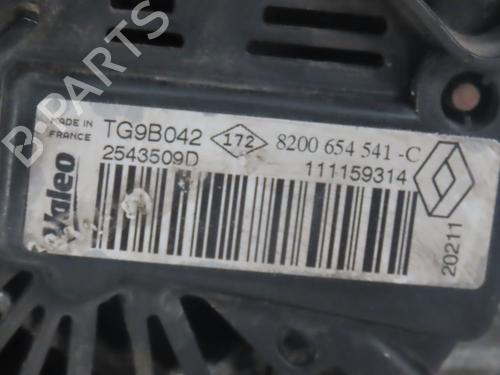 MADE IN
FRANCE
TG9B042
172
8200 654 541 -C
2543509D
111159314
Valeo
20211
B-PARTS